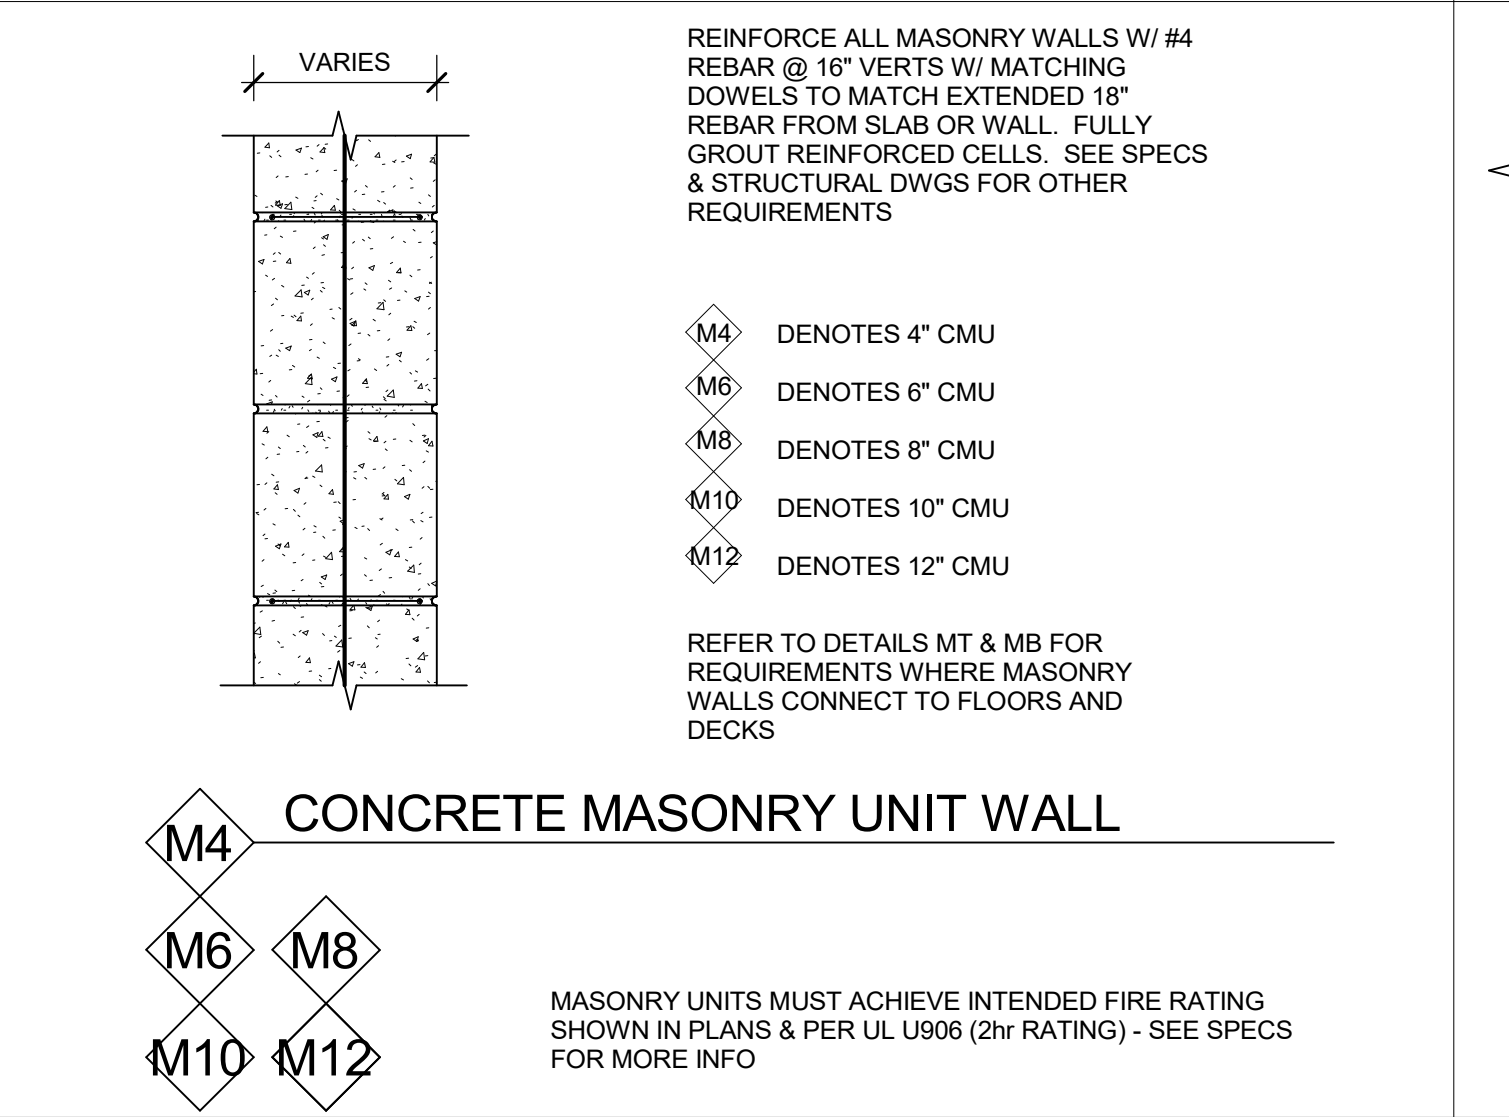 VARIES
REINFORCE ALL MASONRY WALLS W/ #4
REBAR @ 16" VERTS W/ MATCHING
DOWELS TO MATCH EXTENDED 18"
REBAR FROM SLAB OR WALL.  FULLY
GROUT REINFORCED CELLS.  SEE SPECS
& STRUCTURAL DWGS FOR OTHER
REQUIREMENTS
M4 DENOTES 4" CMU
M6 DENOTES 6" CMU
M8 DENOTES 8" CMU
M10 DENOTES 10" CMU
M12 DENOTES 12" CMU
REFER TO DETAILS MT & MB FOR
REQUIREMENTS WHERE MASONRY
WALLS CONNECT TO FLOORS AND
DECKS
CONCRETE MASONRY UNIT WALL
M4
M6 M8
M10 M12
MASONRY UNITS MUST ACHIEVE INTENDED FIRE RATING
SHOWN IN PLANS & PER UL U906 (2hr RATING) - SEE SPECS
FOR MORE INFO